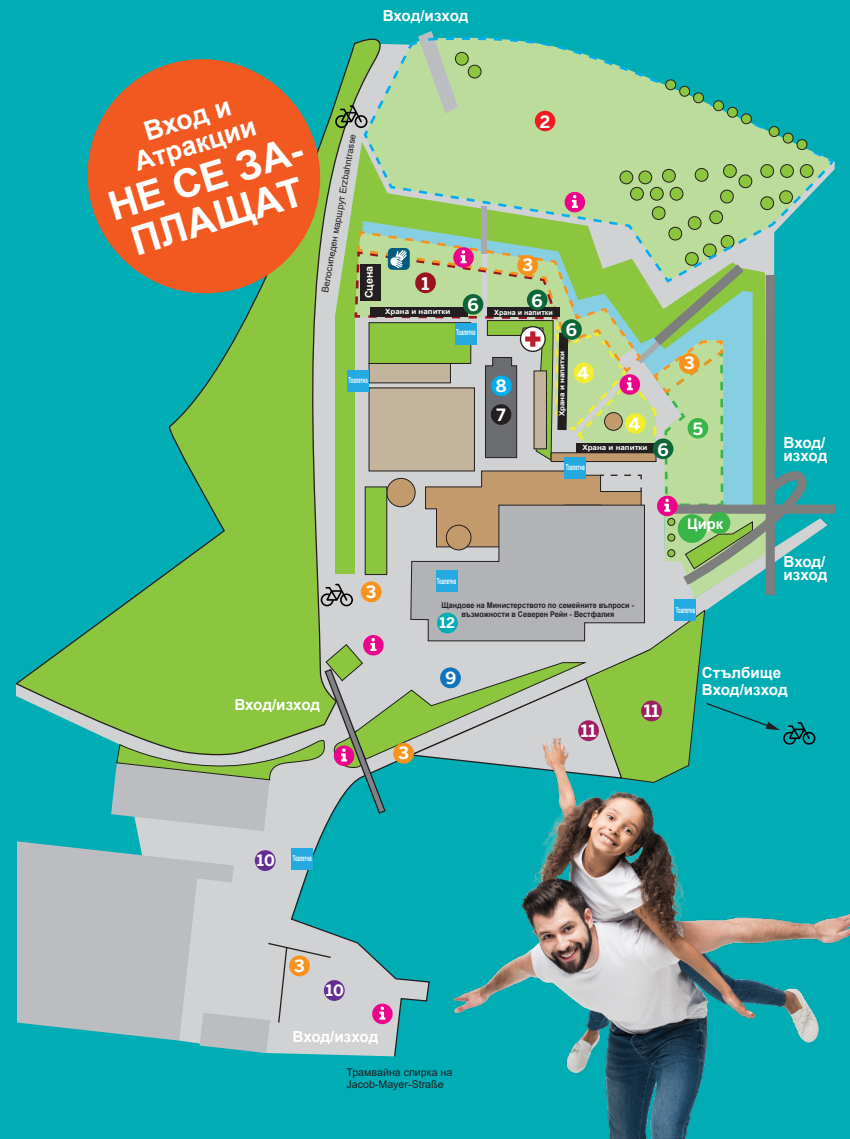 Вход/изход
Вход и
Атракции
НЕ СЕ ЗА-
ПЛАЩАТ
2
Велосипеден маршрут Erzbahntrasse
i
i
3
Сцена
1
6
6
Храна и напитки
Храна и напитки
Тоалетна
6
Храна и напитки
3
Тоалетна
8
4
i
7
4
5
Храна и напитки
6
Вход/
изход
Тоалетна
i
Цирк
Вход/
изход
Тоалетна
3
Щандове на Министерството по семейните въпроси -
възможности в Северен Рейн - Вестфалия
12
Тоалетна
i
9
Стълбище
Вход/изход
Вход/изход
11
11
i
3
10
Тоалетна
3
10
i
Вход/изход
Трамвайна спирка на
Jacob-Mayer-Straße